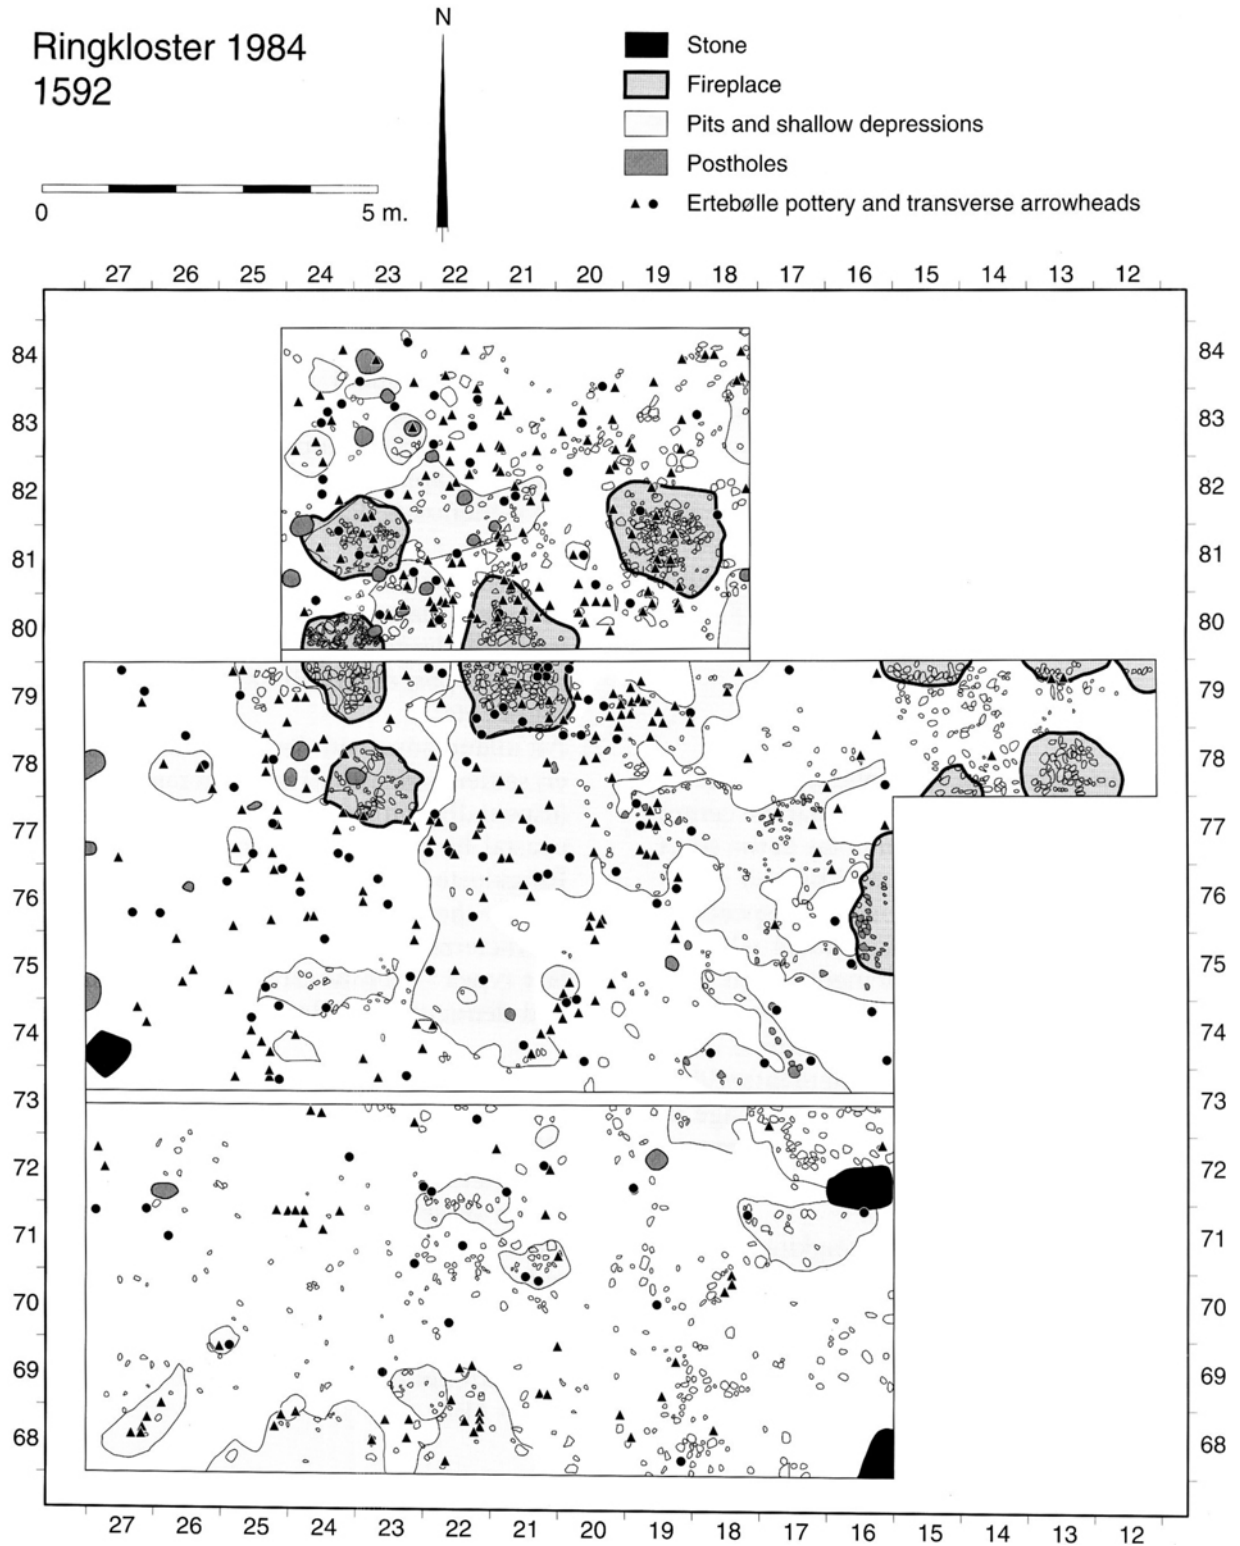 Ringkloster 1984
1592
N
Stone
Fireplace
Pits and shallow depressions
Postholes
Ertebølle pottery and transverse arrowheads
0 5 m.
27 26 25 24 23 22 21 20 19 18 17 16 15 14 13 12
84 84
83 83
82 82
81 81
80 80
79 79
78 78
77 77
76 76
75 75
74 74
73 73
72 72
71 71
70 70
69 69
68 68
27 26 25 24 23 22 21 20 19 18 17 16 15 14 13 12